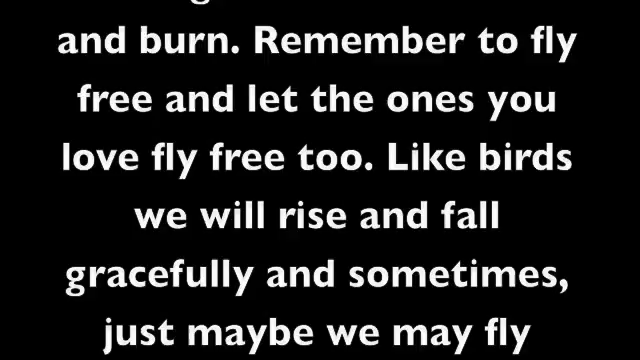 and burn. Remember to fly
free and let the ones you
love fly free too. Like birds
we will rise and fall
gracefully and sometimes,
just maybe we may fly